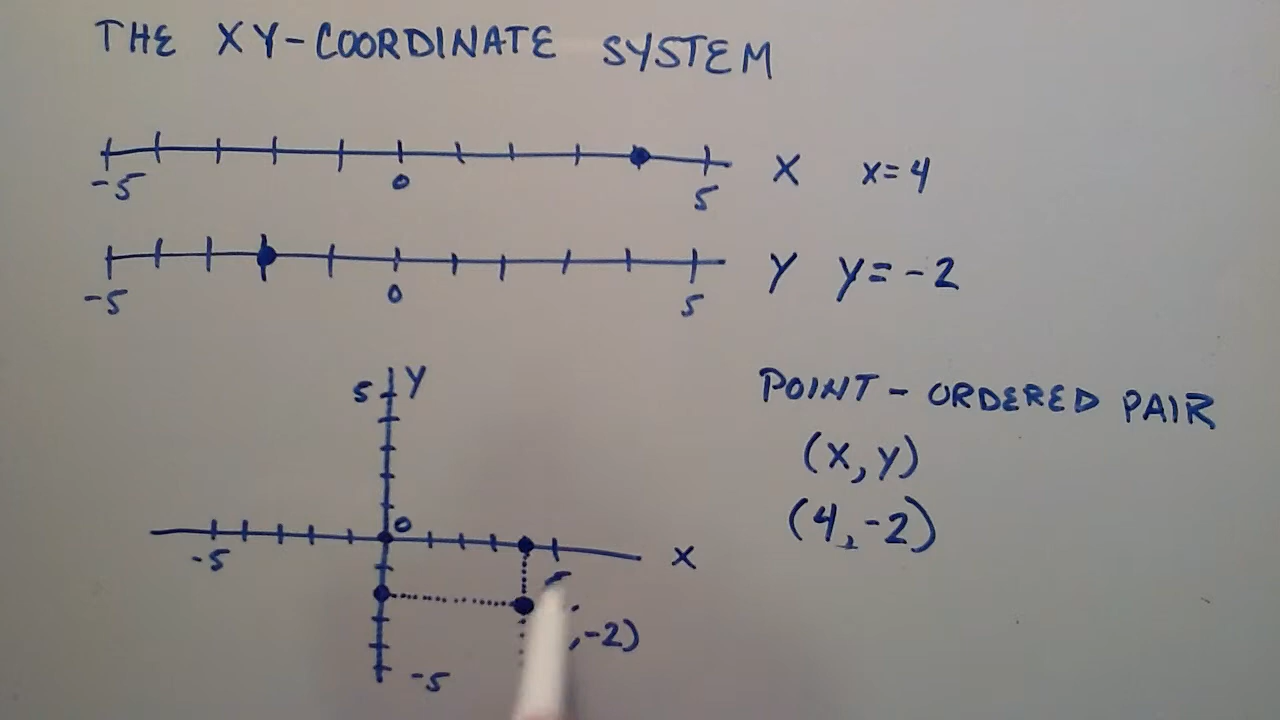 THE XY-COORDINATE SYSTEM
-5 0 5 X x=4
-5 0 5 Y y=-2
5 Y
POINT - ORDERED PAIR
(X,Y)
(4,-2)
0
-5 X
,-2)
-5